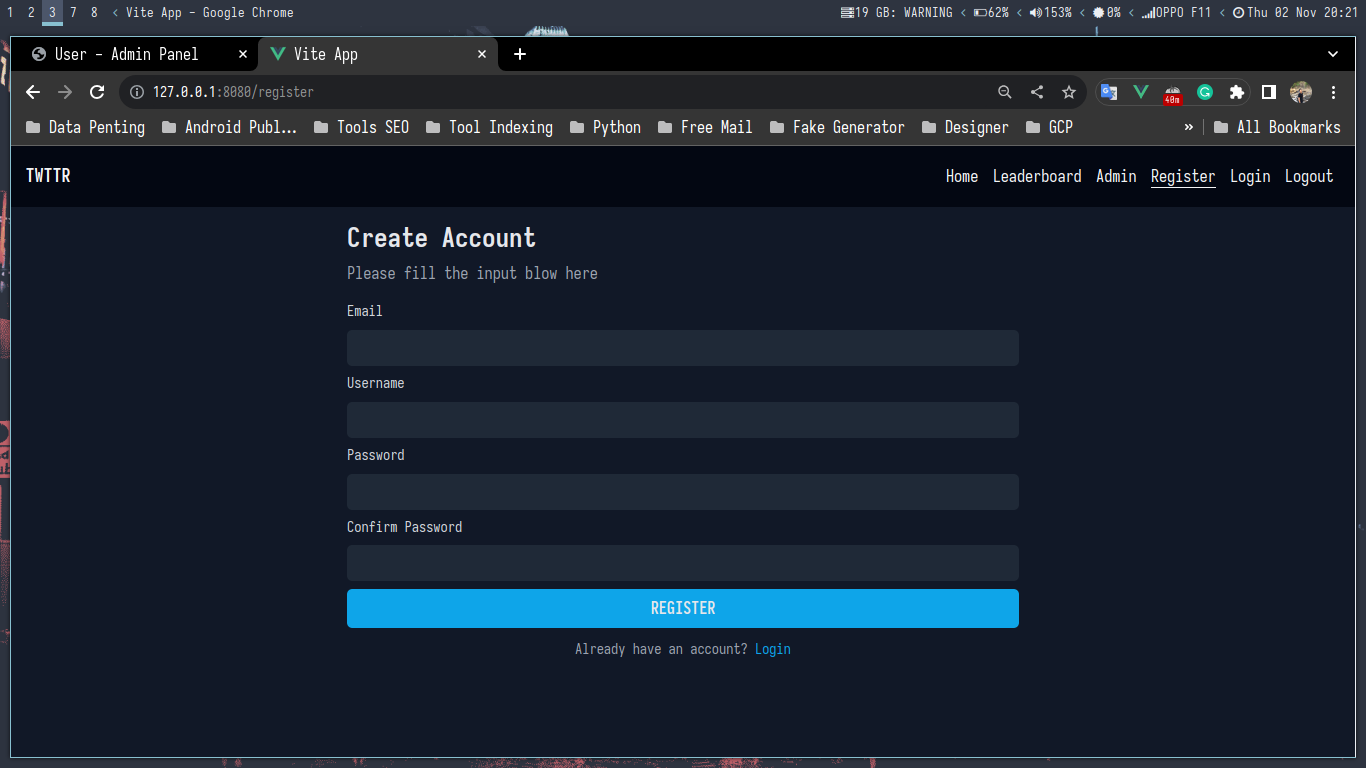 1 2 3 7 8 < Vite App - Google Chrome 19 GB: WARNING < 62% < 153% < 0% < OPPO F11 < Thu 02 Nov 20:21
User – Admin Panel × Vite App × +
127.0.0.1:8080/register 40m
Data Penting Android Publ... Tools SEO Tool Indexing Python Free Mail Fake Generator Designer GCP » All Bookmarks
TWTTR Home Leaderboard Admin Register Login Logout
Create Account
Please fill the input blow here
Email
Username
Password
Confirm Password
REGISTER
Already have an account? Login